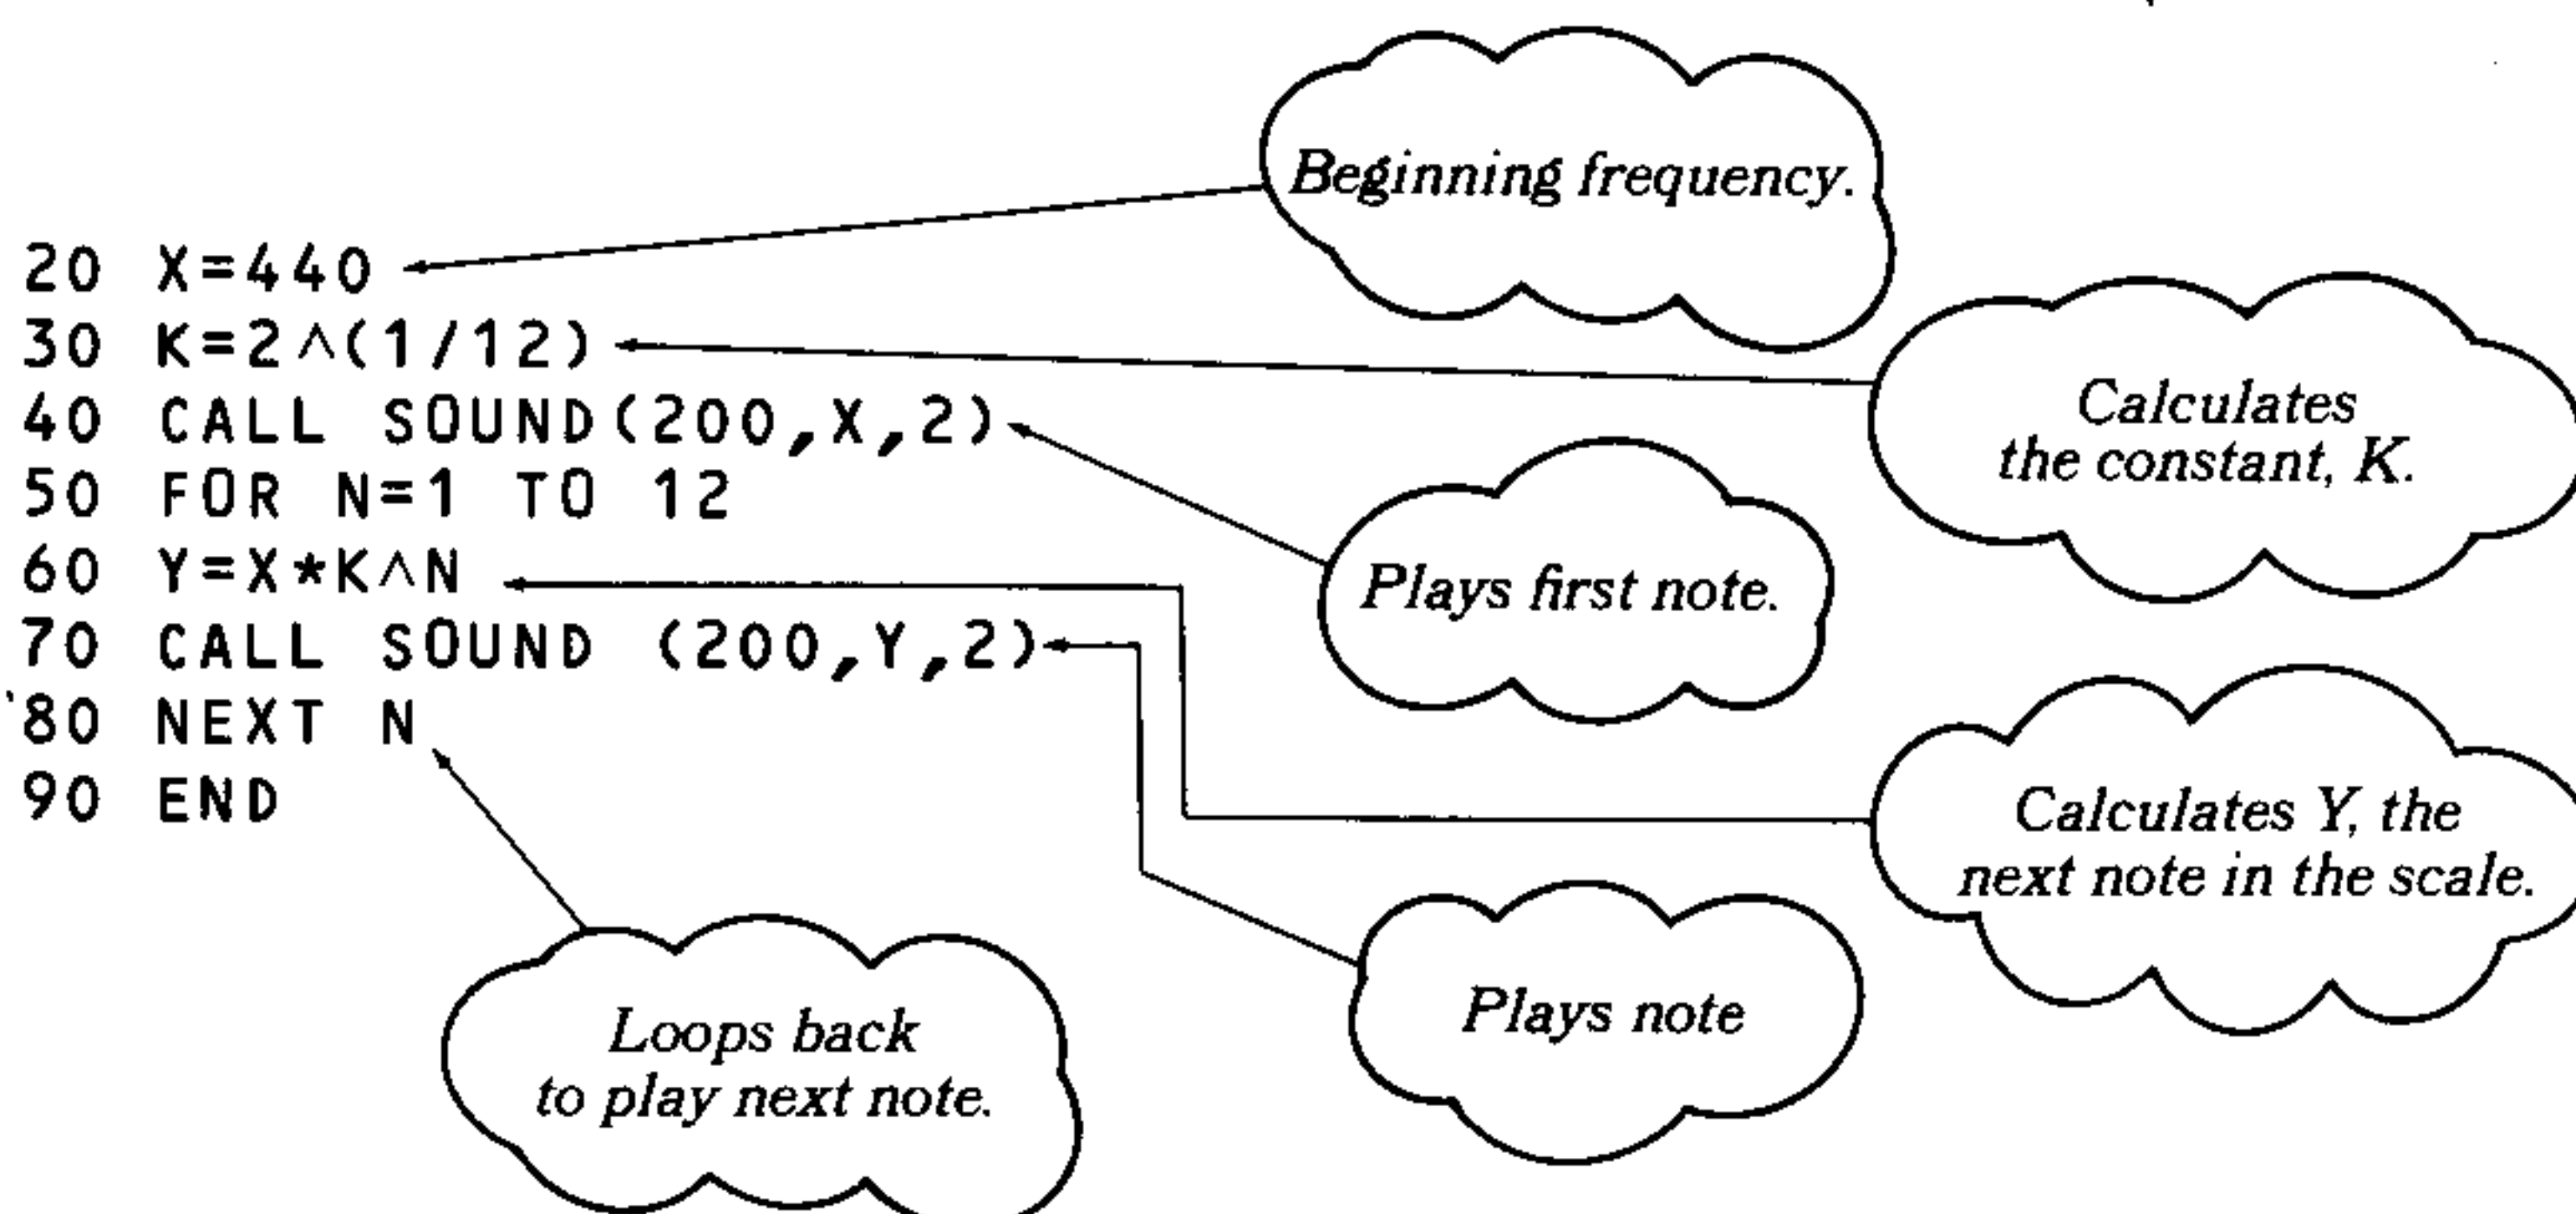 Beginning frequency.
20 X=440
30 K=2^(1/12)
Calculates
the constant, K.
40 CALL SOUND(200,X,2)
50 FOR N=1 TO 12
60 Y=X*K^N
Plays first note.
70 CALL SOUND (200,Y,2)
80 NEXT N
90 END
Calculates Y, the
next note in the scale.
Plays note
Loops back
to play next note.